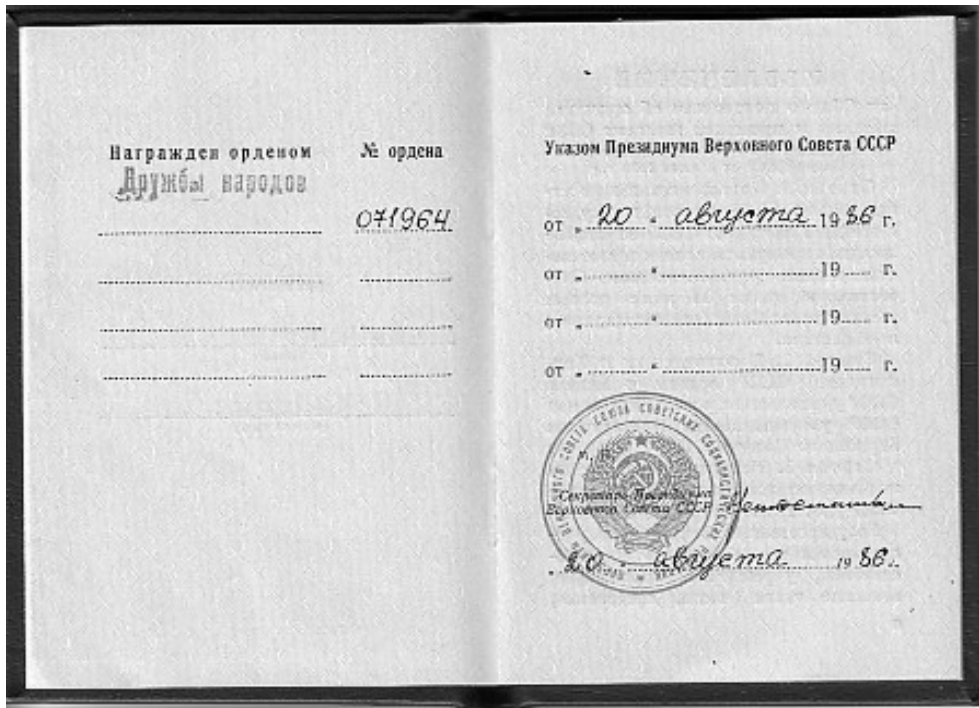 Награжден орденом
№ ордена
Дружбы народов
071964
Указом Президиума Верховного Совета СССР
от „ 20 “ августа 1986 г.
от „ “ 19 г.
от „ “ 19 г.
от „ “ 19 г.
Секретарь Президиума
Верховного Совета СССР
„ 20 “ августа 1986.